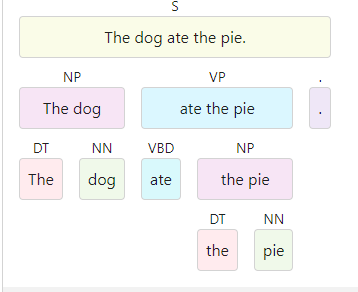 S
The dog ate the pie.
NP VP .
The dog ate the pie .
DT NN VBD NP
The dog ate the pie
DT NN
the pie